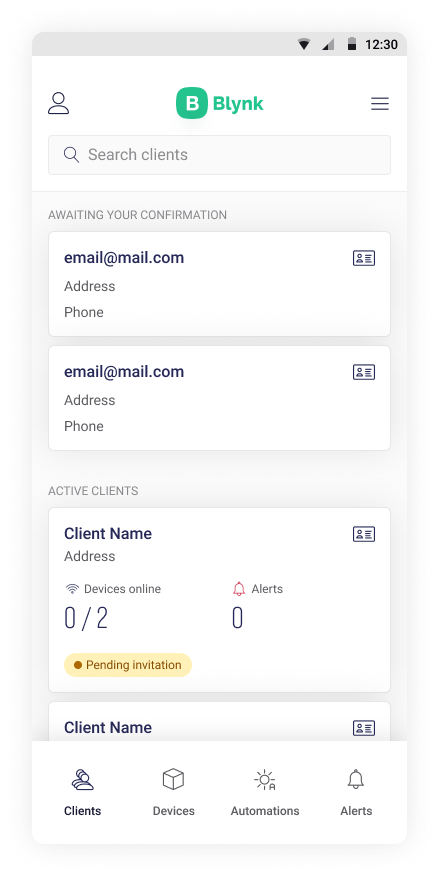 12:30
B Blynk
Search clients
AWAITING YOUR CONFIRMATION
email@mail.com
Address
Phone
email@mail.com
Address
Phone
ACTIVE CLIENTS
Client Name
Address
Devices online Alerts
0 / 2 0
Pending invitation
Client Name
Clients Devices Automations Alerts